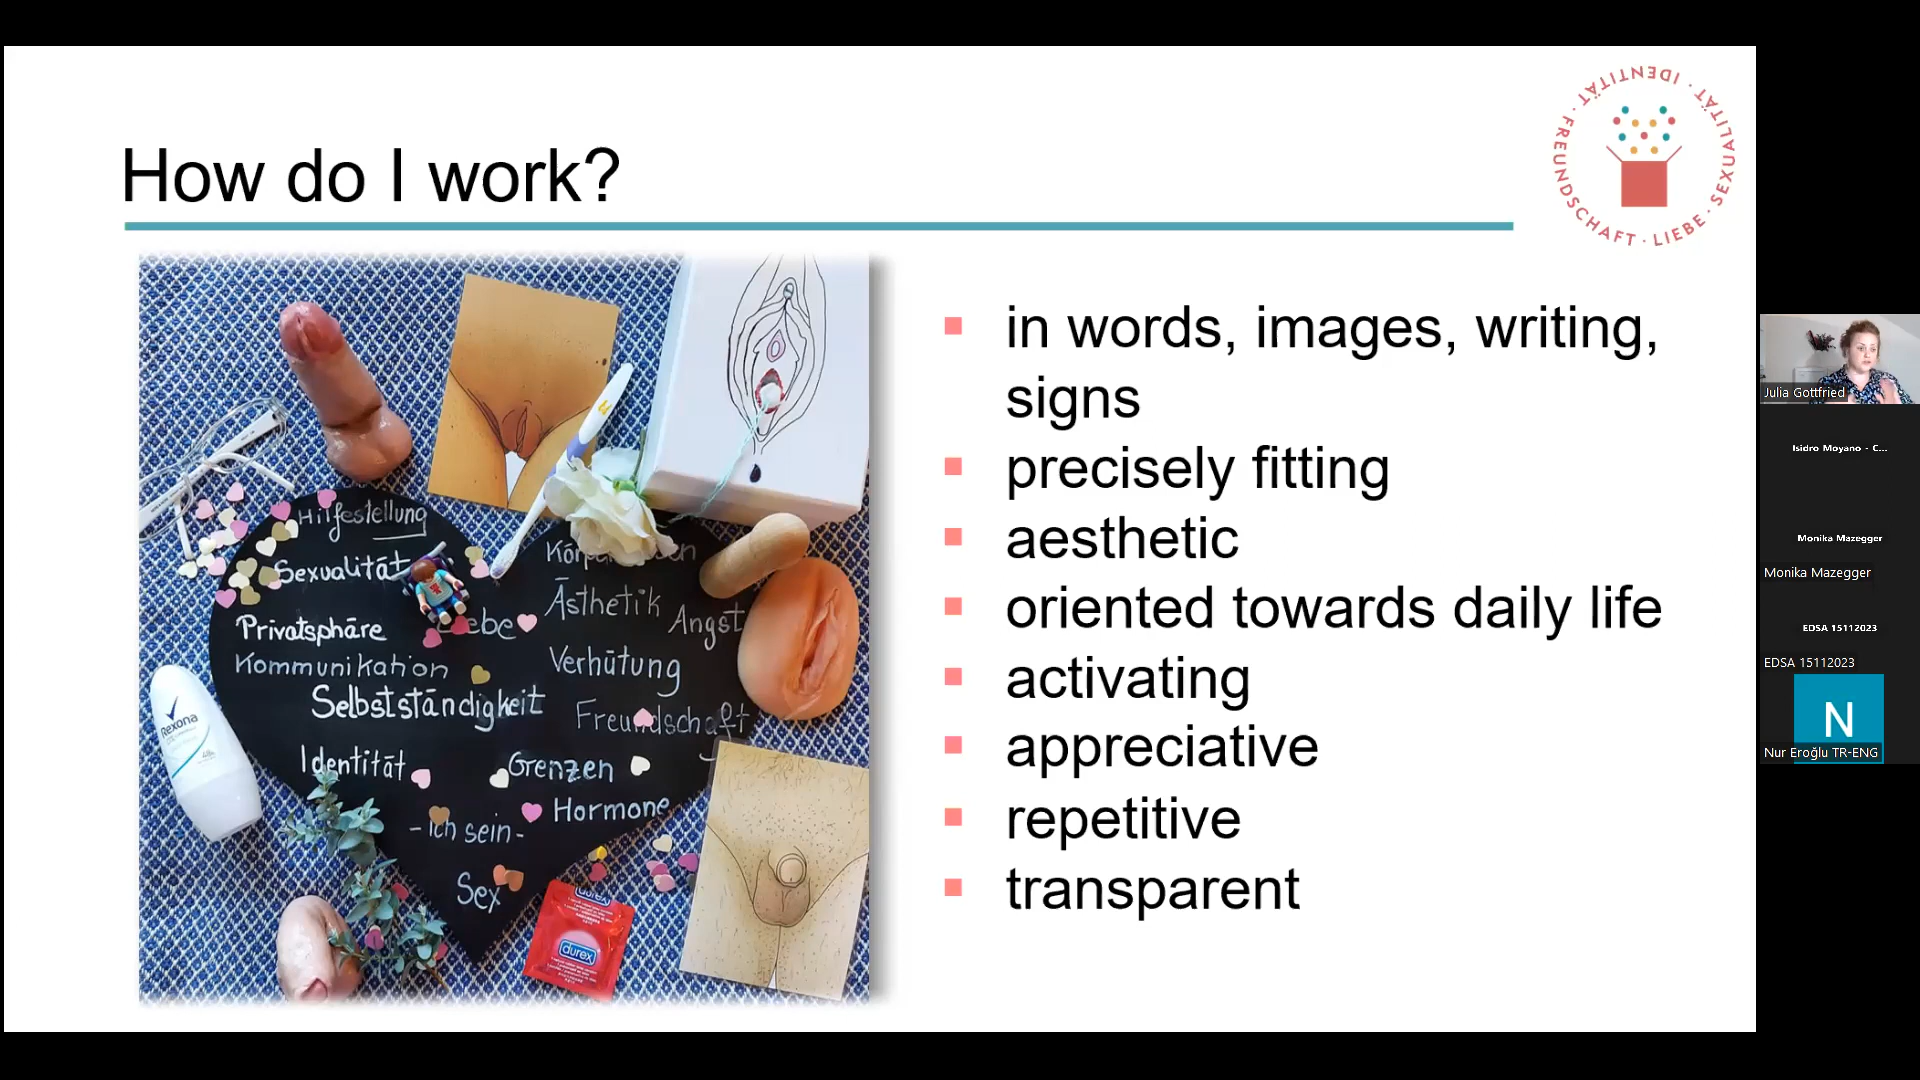 How do I work?
IDENTITÄT · SEXUALITÄT · LIEBE · FREUNDSCHAFT ·
Hilfestellung
Sexualität
Liebe
Privatsphäre
Kommunikation
Selbstständigkeit
Identität
Ästhetik
Angst
Verhütung
Freundschaft
Grenzen
Hormone
- Ich sein -
Sex
Rexona
durex
durex
in words, images, writing,
signs
precisely fitting
aesthetic
oriented towards daily life
activating
appreciative
repetitive
transparent
Julia Gottfried
Isidro Moyano - C...
Monika Mazegger
Monika Mazegger
EDSA 15112023
EDSA 15112023
N
Nur Eroğlu TR-ENG